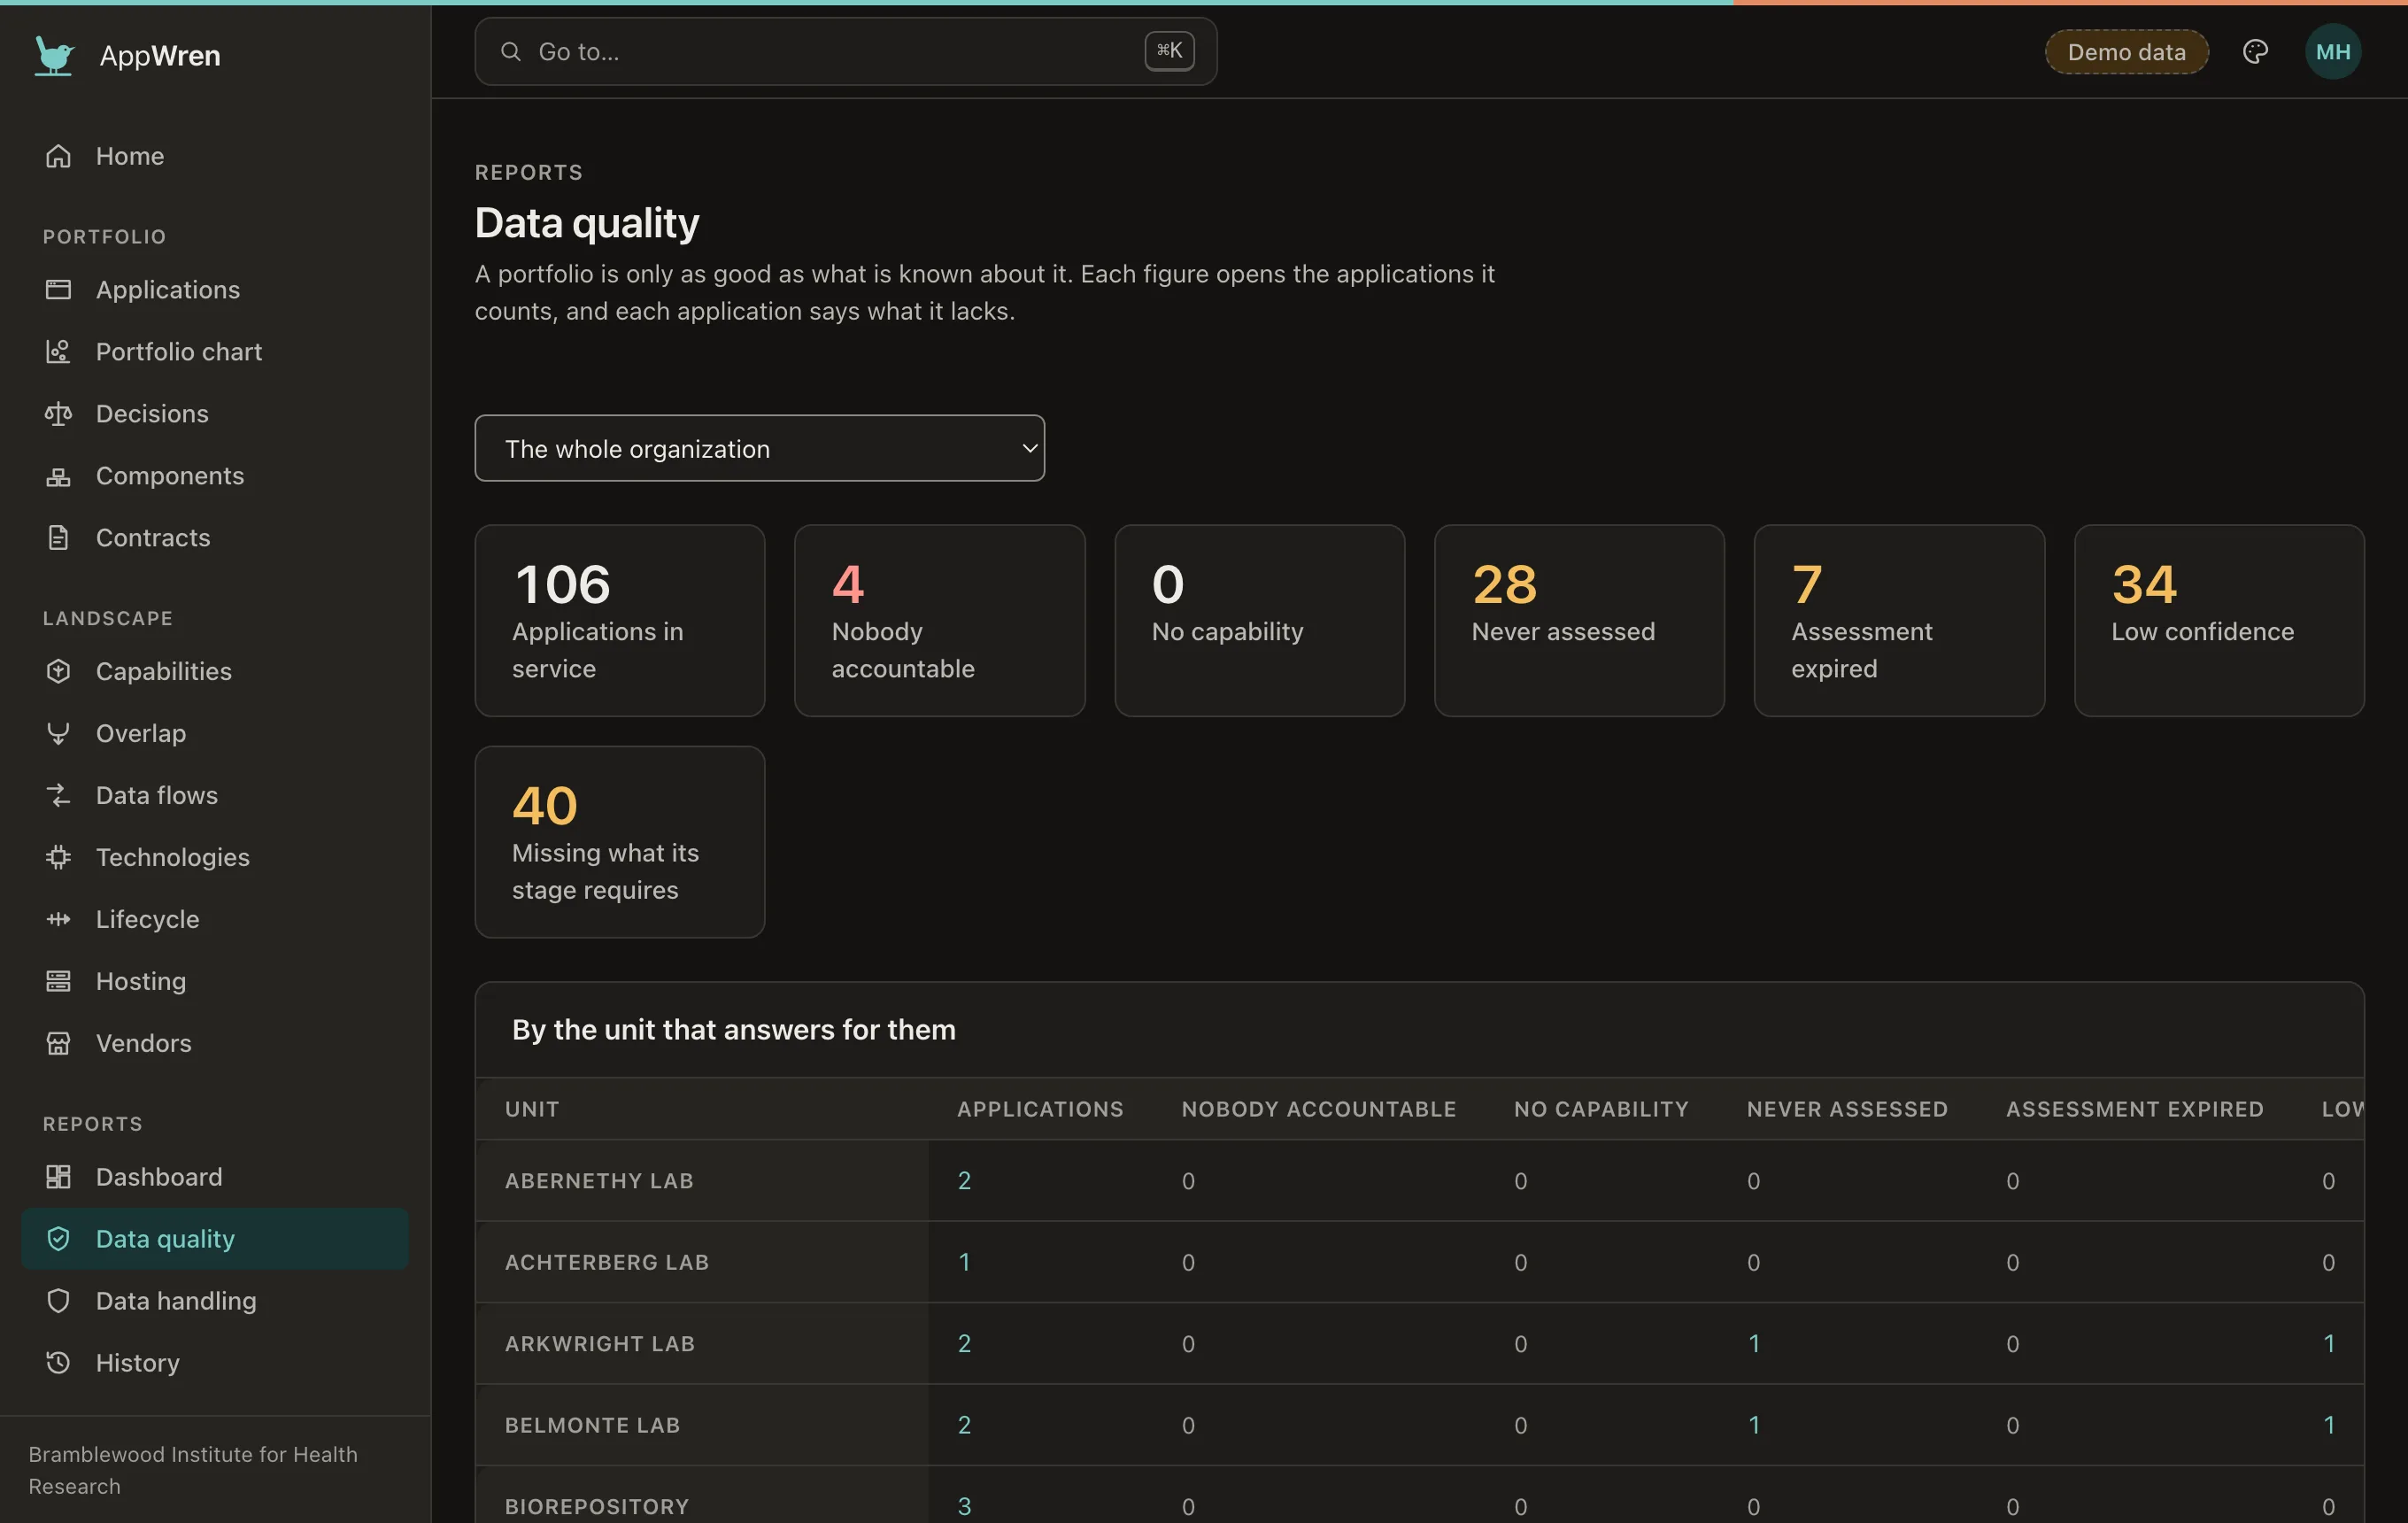 AppWren
Go to...
⌘K
Demo data
MH
Home
PORTFOLIO
Applications
Portfolio chart
Decisions
Components
Contracts
LANDSCAPE
Capabilities
Overlap
Data flows
Technologies
Lifecycle
Hosting
Vendors
REPORTS
Dashboard
Data quality
Data handling
History
Bramblewood Institute for Health
Research
REPORTS
Data quality
A portfolio is only as good as what is known about it. Each figure opens the applications it
counts, and each application says what it lacks.
The whole organization
106
Applications in
service
4
Nobody
accountable
0
No capability
28
Never assessed
7
Assessment
expired
34
Low confidence
40
Missing what its
stage requires
By the unit that answers for them
UNIT APPLICATIONS NOBODY ACCOUNTABLE NO CAPABILITY NEVER ASSESSED ASSESSMENT EXPIRED LOW
ABERNETHY LAB 2 0 0 0 0 0
ACHTERBERG LAB 1 0 0 0 0 0
ARKWRIGHT LAB 2 0 0 1 0 1
BELMONTE LAB 2 0 0 1 0 1
BIOREPOSITORY 3 0 0 0 0 0